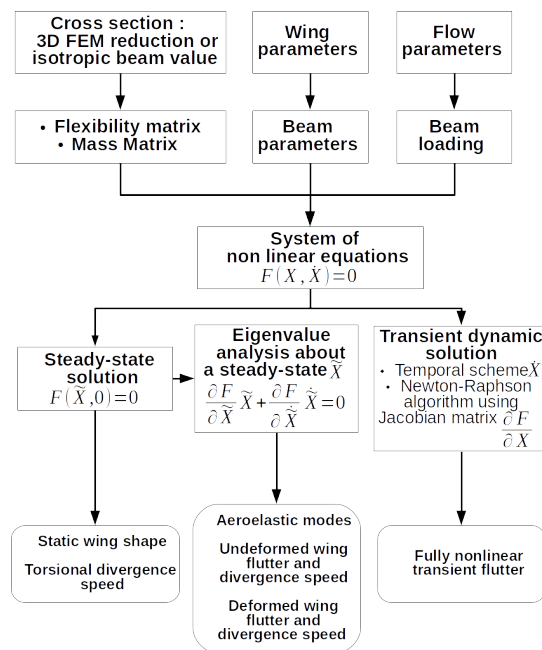 Cross section :
3D FEM reduction or
isotropic beam value
Wing
parameters
Flow
parameters
• Flexibility matrix
• Mass Matrix
Beam
parameters
Beam
loading
System of
non linear equations
F(X,Ẋ)=0
Steady-state
solution
F(X̃,0)=0
Eigenvalue
analysis about
a steady-state X̃
∂F/∂X̃ X̃ + ∂F/∂Ẋ̃ Ẋ̃ = 0
Transient dynamic
solution
• Temporal scheme Ẋ
• Newton-Raphson
algorithm using
Jacobian matrix ∂F/∂X
Static wing shape
Torsional divergence
speed
Aeroelastic modes
Undeformed wing
flutter and
divergence speed
Deformed wing
flutter and
divergence speed
Fully nonlinear
transient flutter